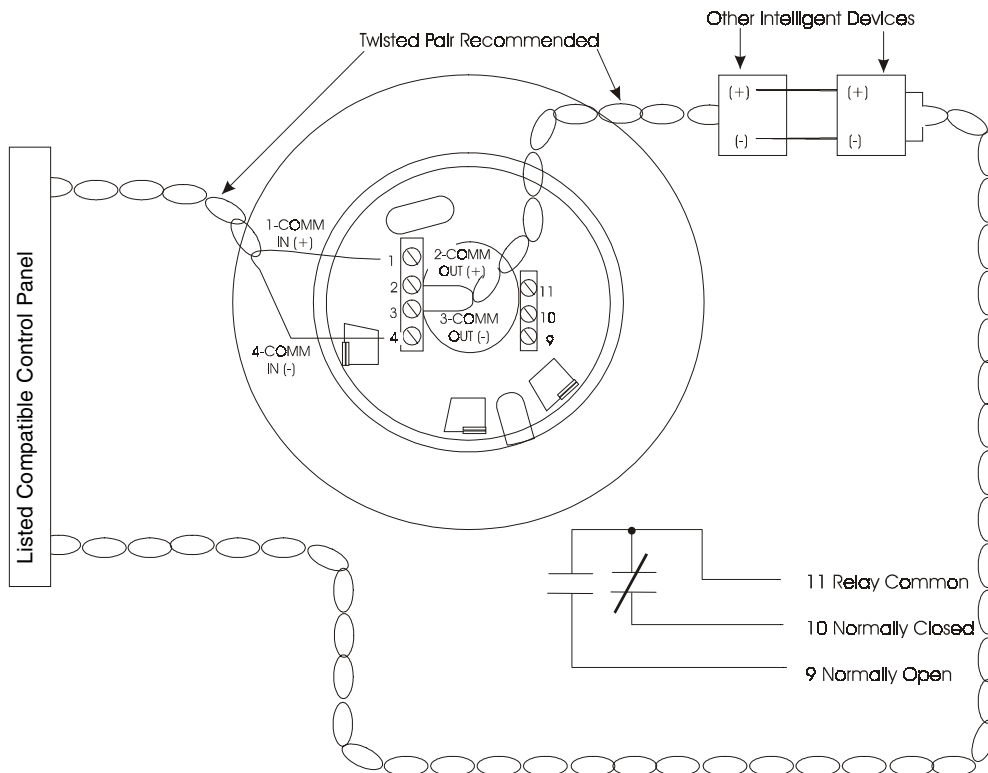 Other Intelligent Devices
Twisted Pair Recommended
(+)
(+)
(-)
(-)
Listed Compatible Control Panel
1-COMM
IN (+)
1
2
3
4
2-COMM
OUT (+)
3-COMM
OUT (-)
11
10
9
4-COMM
IN (-)
11 Relay Common
10 Normally Closed
9 Normally Open